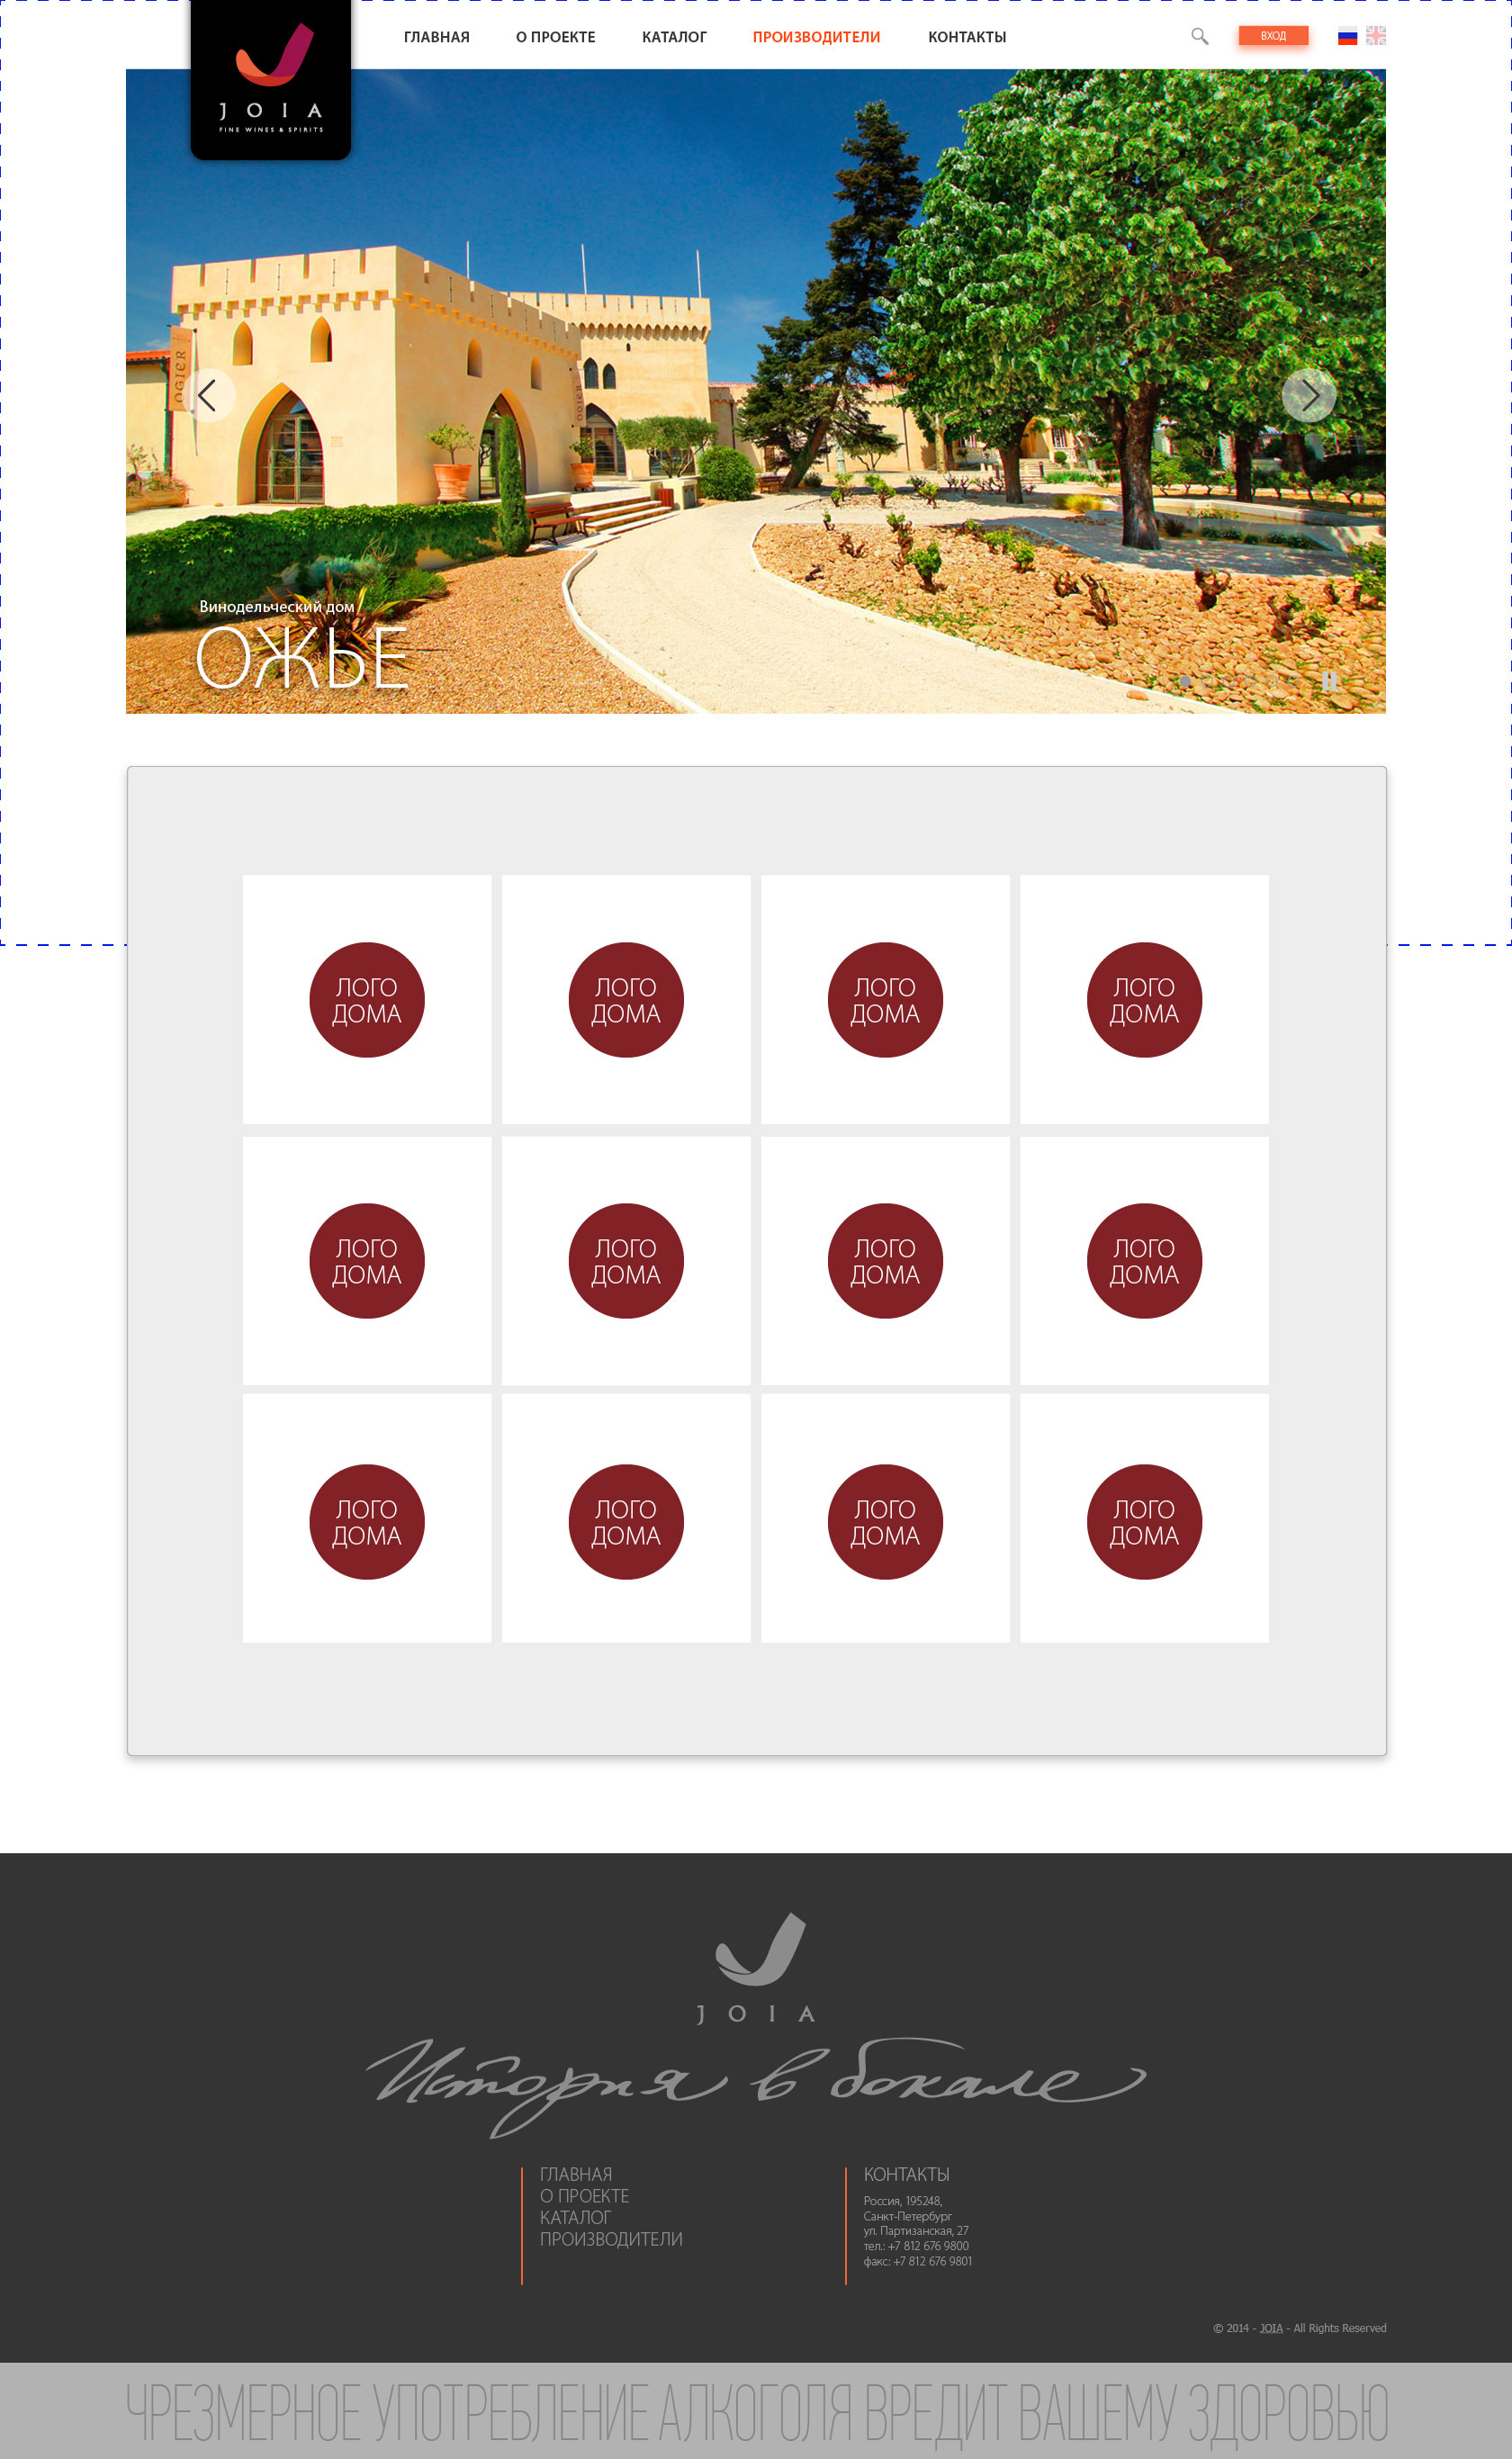 JOIA
FINE WINES & SPIRITS
ГЛАВНАЯ
О ПРОЕКТЕ
КАТАЛОГ
ПРОИЗВОДИТЕЛИ
КОНТАКТЫ
ВХОД
OGIER
OGIER
Винодельческий дом
ОЖЬЕ
ЛОГО
ДОМА
ЛОГО
ДОМА
ЛОГО
ДОМА
ЛОГО
ДОМА
ЛОГО
ДОМА
ЛОГО
ДОМА
ЛОГО
ДОМА
ЛОГО
ДОМА
ЛОГО
ДОМА
ЛОГО
ДОМА
ЛОГО
ДОМА
ЛОГО
ДОМА
JOIA
История в бокале
ГЛАВНАЯ
О ПРОЕКТЕ
КАТАЛОГ
ПРОИЗВОДИТЕЛИ
КОНТАКТЫ
Россия, 195248,
Санкт-Петербург
ул. Партизанская, 27
тел.: +7 812 676 9800
факс: +7 812 676 9801
© 2014 - JOIA - All Rights Reserved
ЧРЕЗМЕРНОЕ УПОТРЕБЛЕНИЕ АЛКОГОЛЯ ВРЕДИТ ВАШЕМУ ЗДОРОВЬЮ